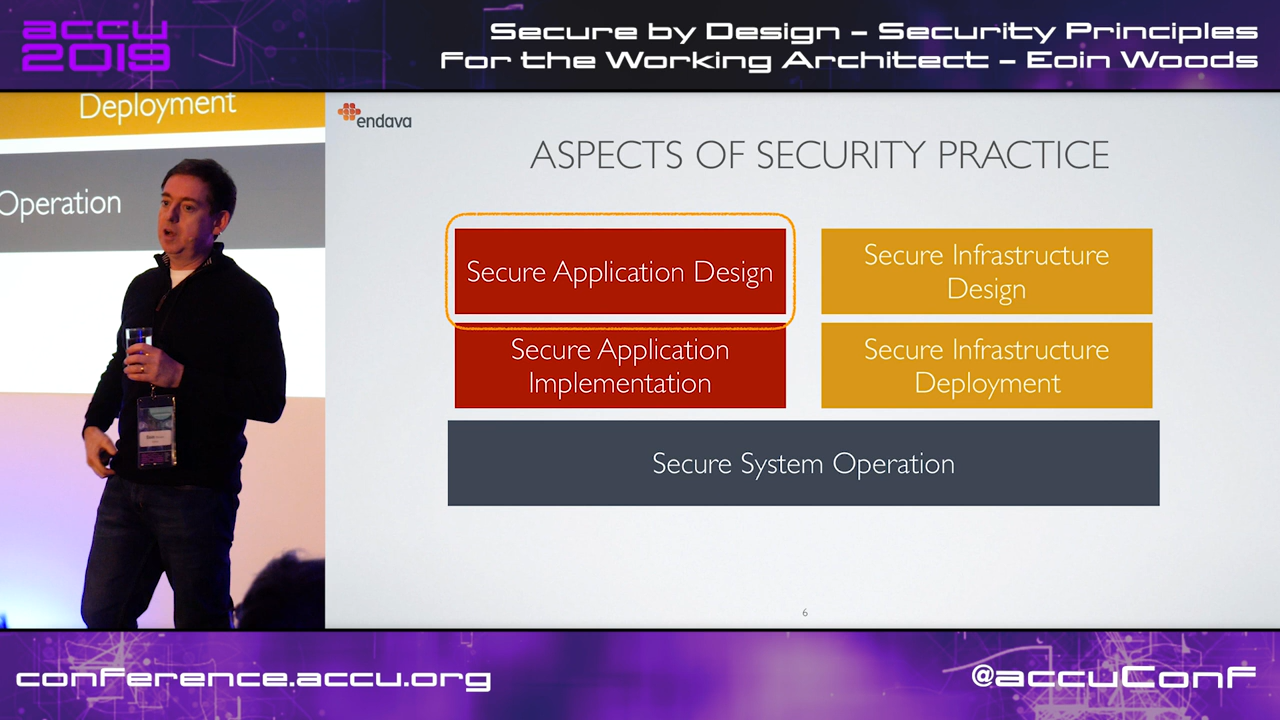 accu
2019
Secure by Design – Security Principles
for the Working Architect – Eoin Woods
Deployment
Operation
endava
ASPECTS OF SECURITY PRACTICE
Secure Application Design
Secure Infrastructure
Design
Secure Application
Implementation
Secure Infrastructure
Deployment
Secure System Operation
6
conference.accu.org
@accuConf